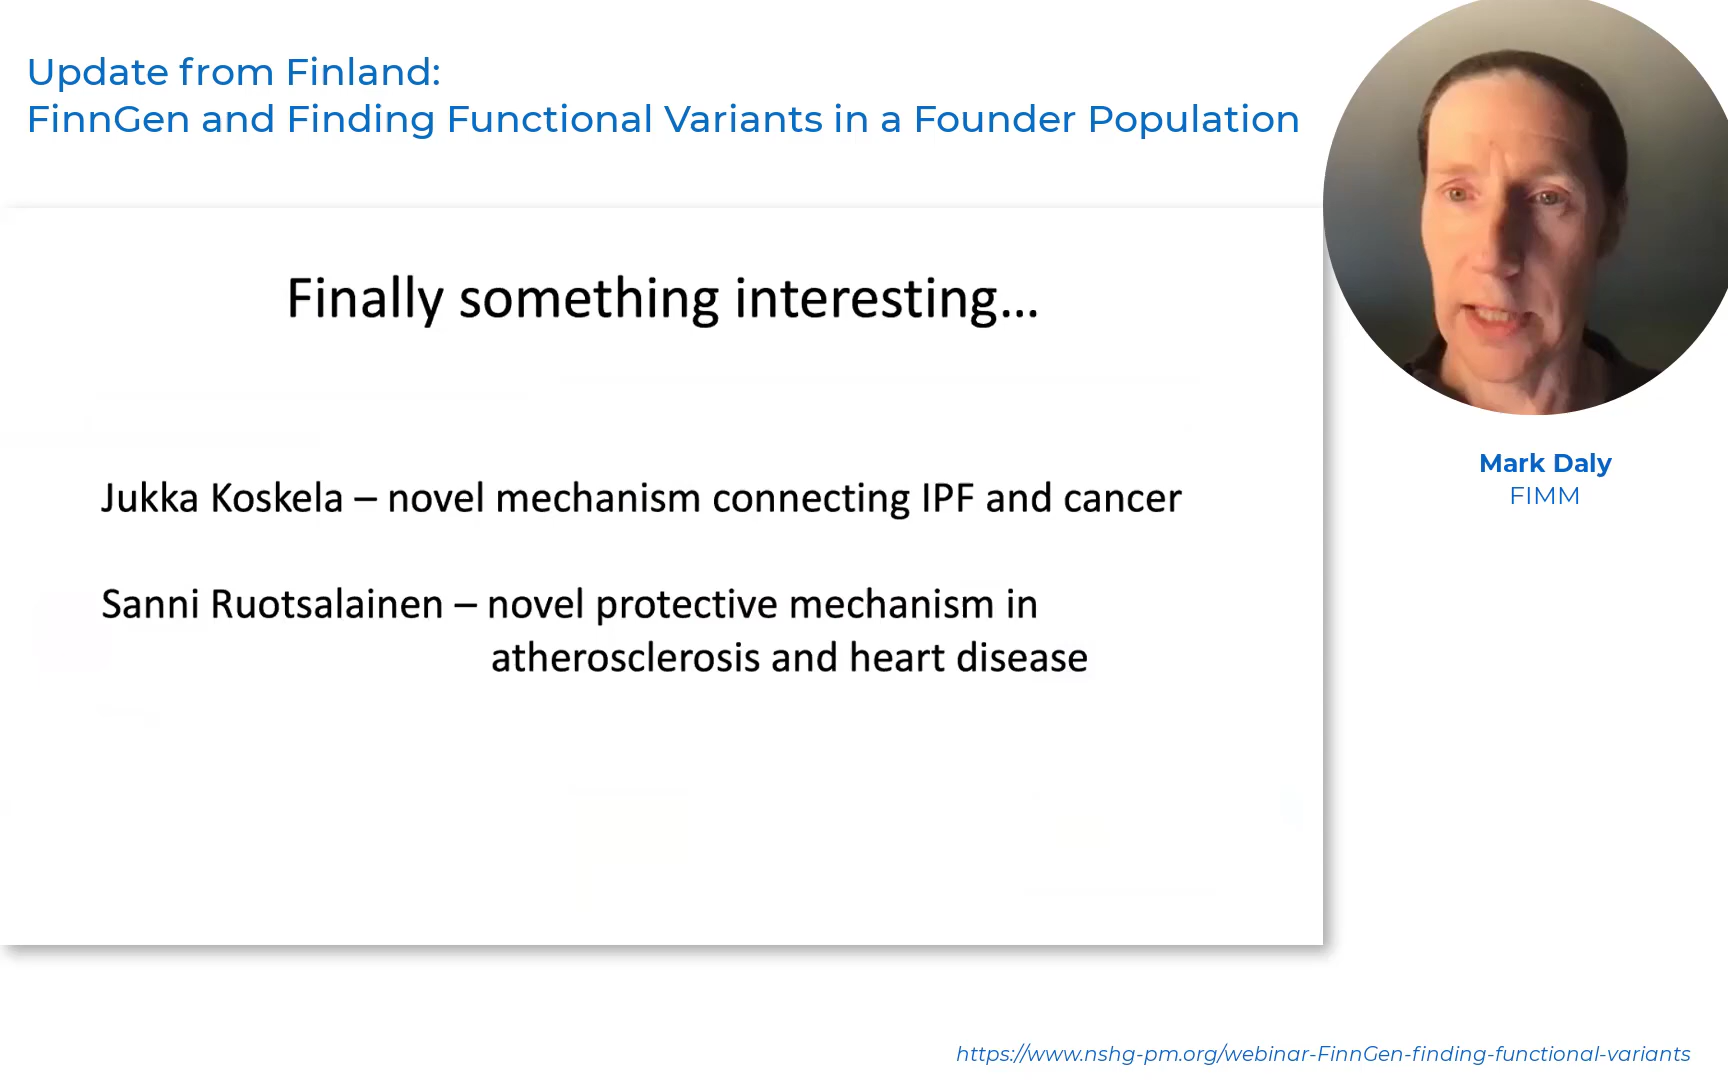 Update from Finland:
FinnGen and Finding Functional Variants in a Founder Population
Finally something interesting...
Jukka Koskela – novel mechanism connecting IPF and cancer
Sanni Ruotsalainen – novel protective mechanism in
atherosclerosis and heart disease
Mark Daly
FIMM
https://www.nshg-pm.org/webinar-FinnGen-finding-functional-variants